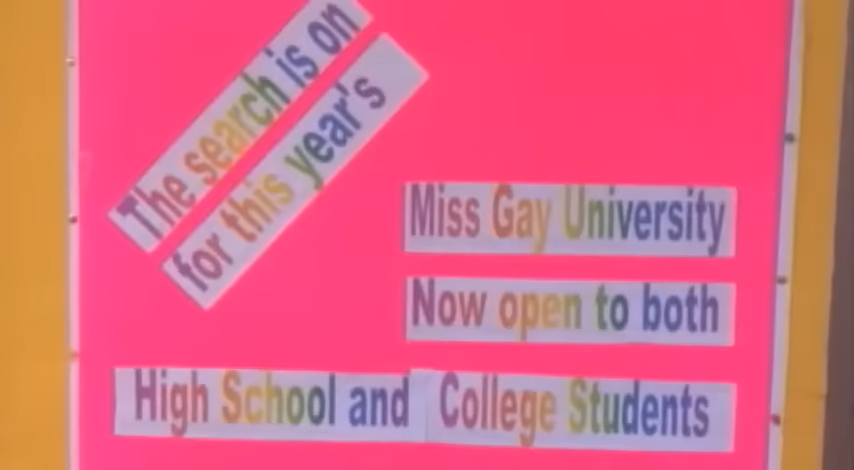 The search is on
for this year's
Miss Gay University
Now open to both
High School and College Students